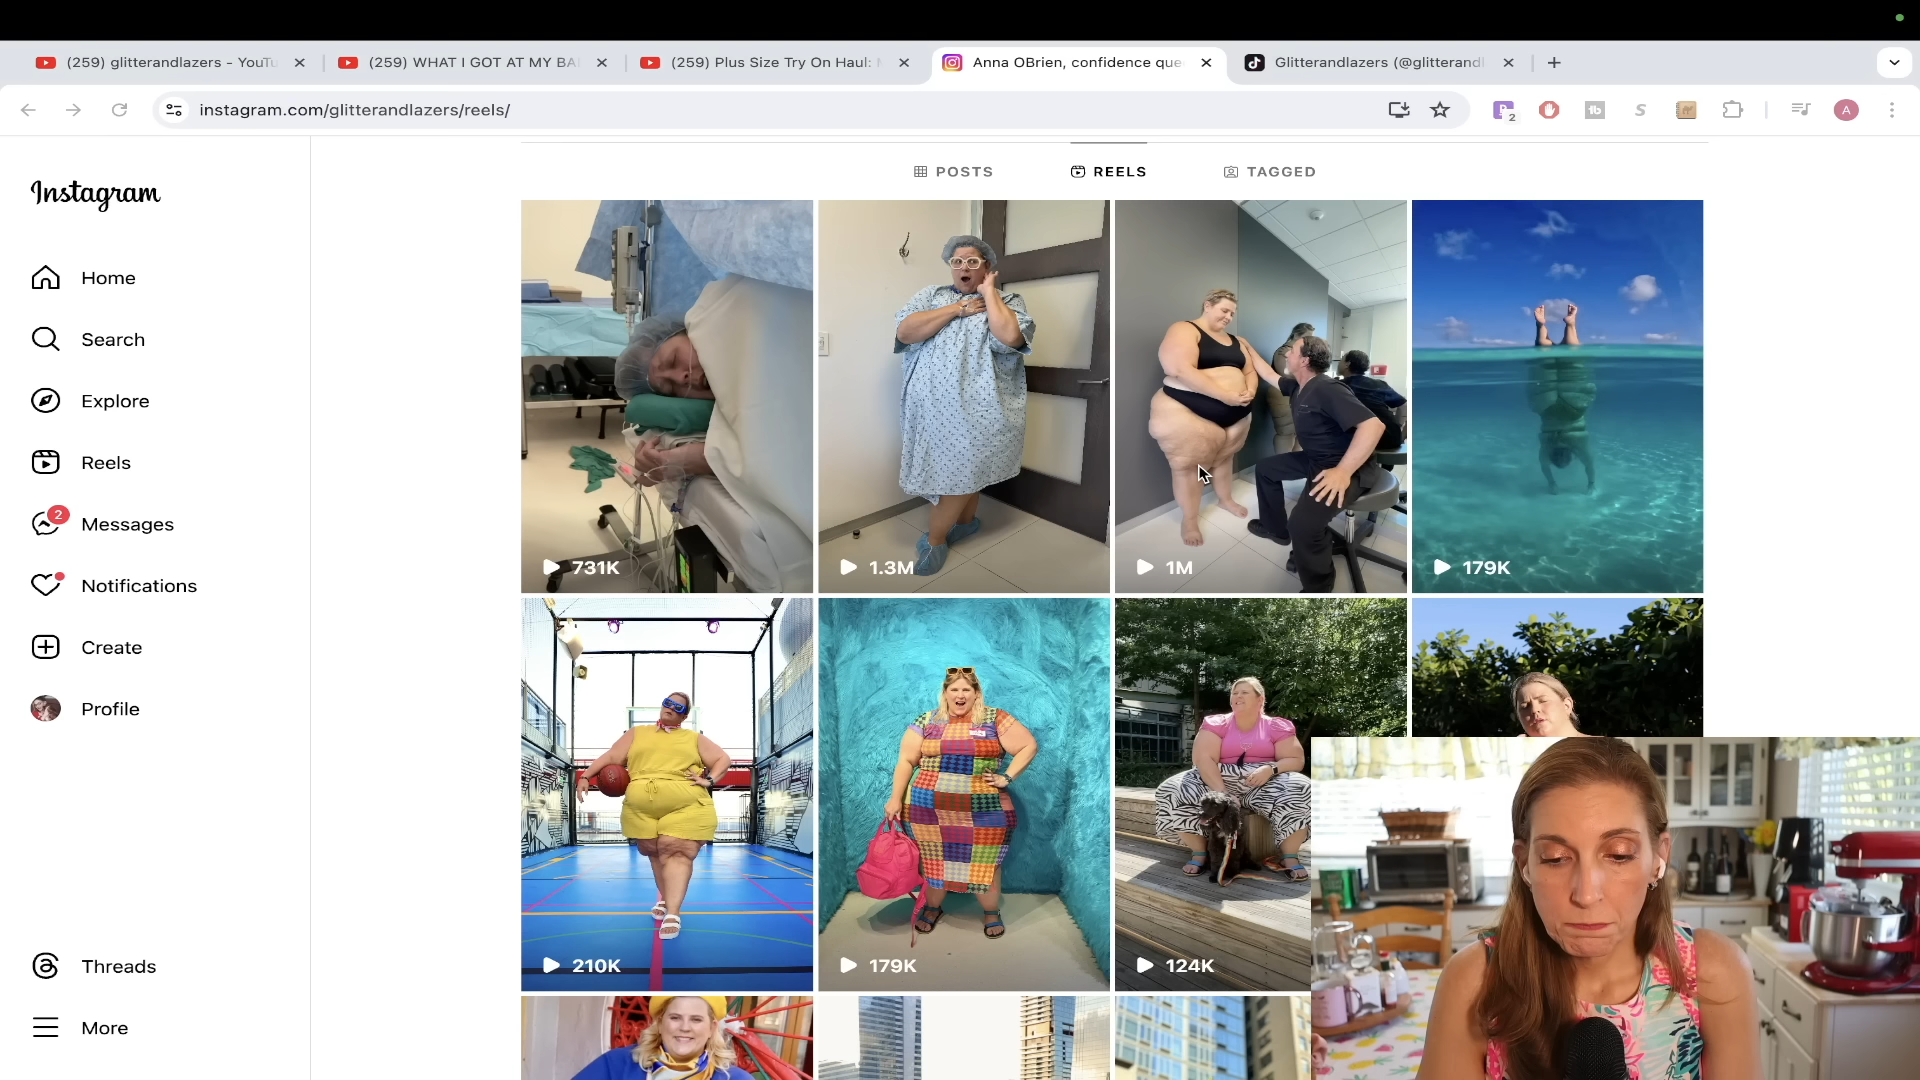 (259) glitterandlazers - YouTu
(259) WHAT I GOT AT MY BA
(259) Plus Size Try On Haul:
Anna OBrien, confidence que
Glitterandlazers (@glitterandl
instagram.com/glitterandlazers/reels/
2
A
Instagram
POSTS
REELS
TAGGED
Home
Search
Explore
Reels
2
Messages
Notifications
Create
Profile
Threads
More
731K
1.3M
1M
179K
210K
179K
124K